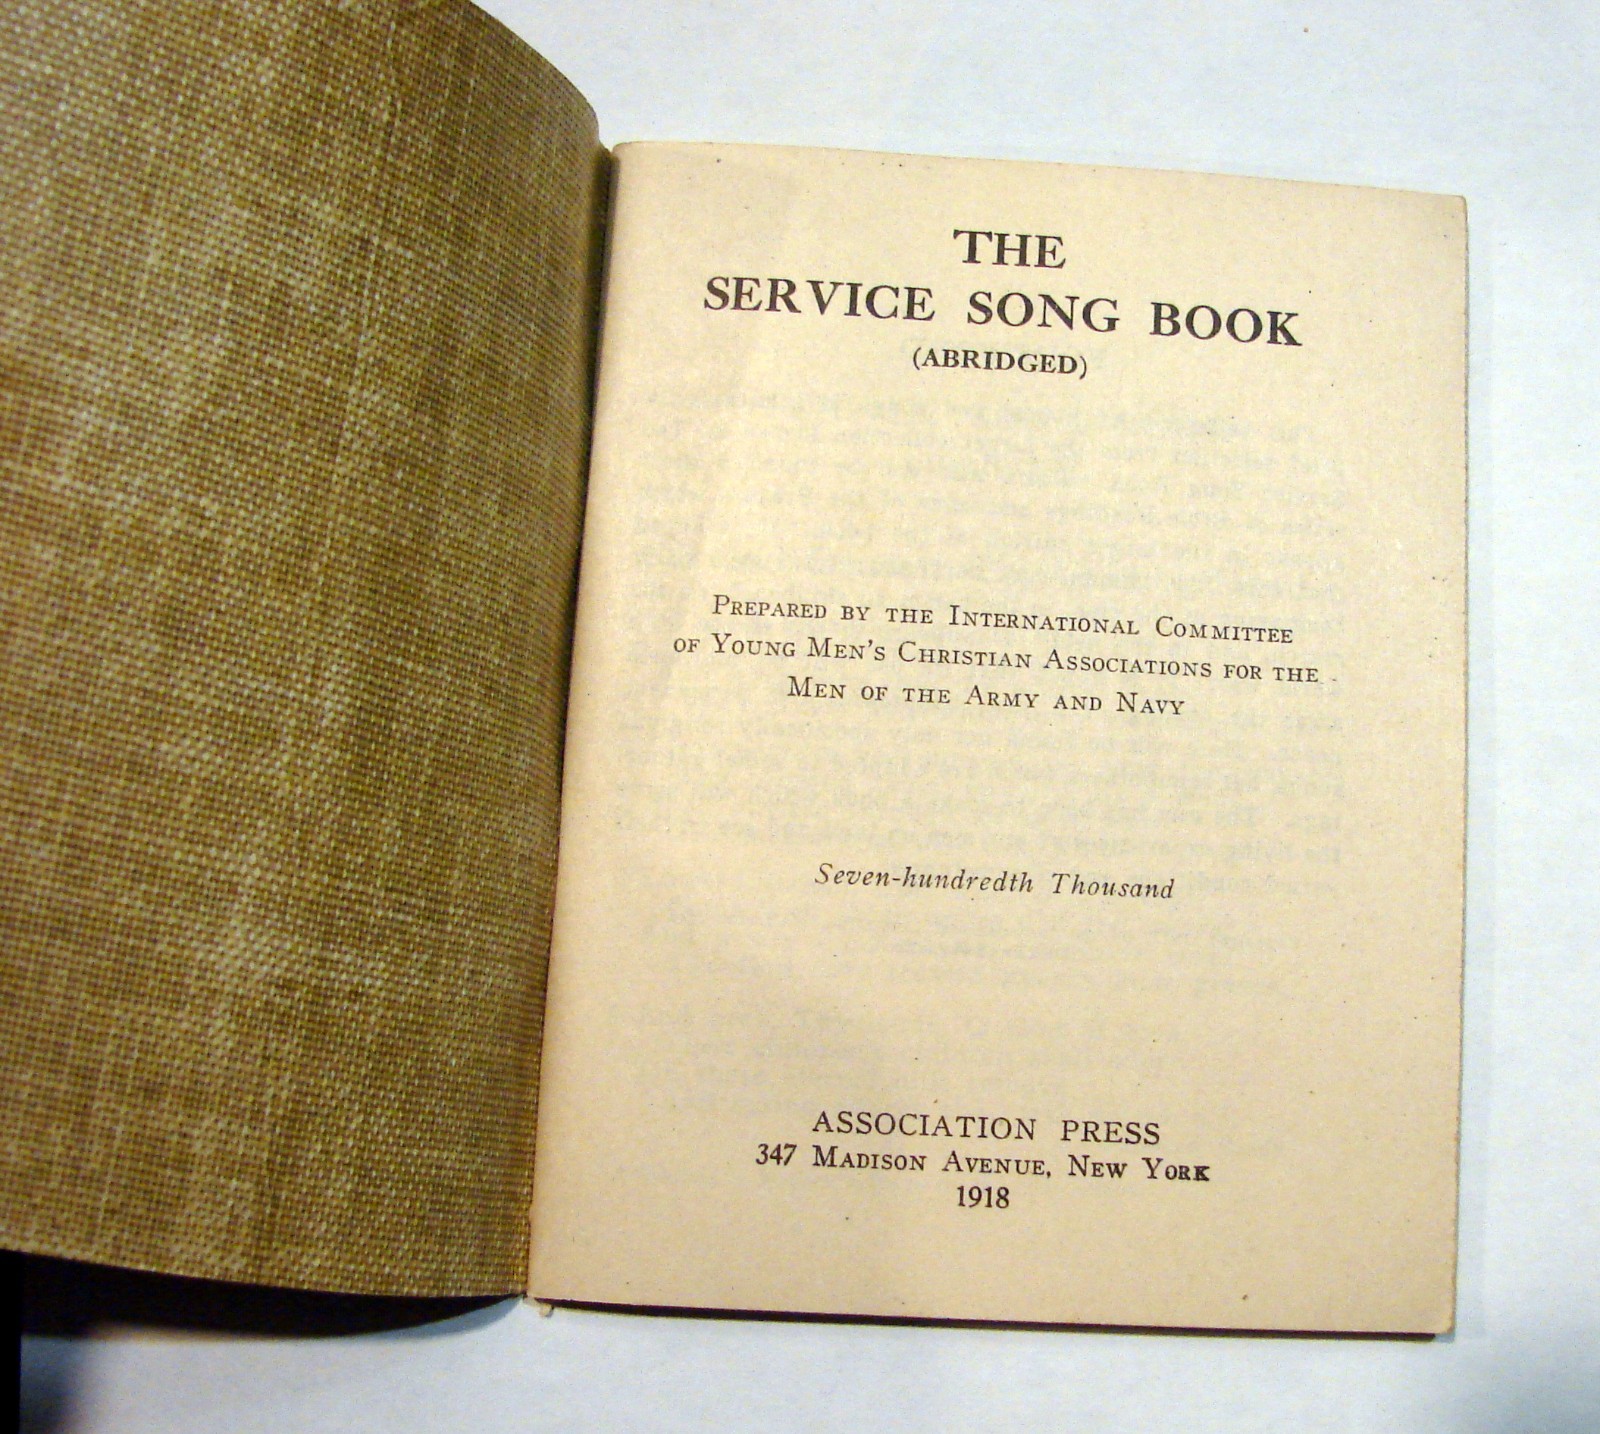 THE
SERVICE SONG BOOK
(ABRIDGED)
PREPARED BY THE INTERNATIONAL COMMITTEE
OF YOUNG MEN'S CHRISTIAN ASSOCIATIONS FOR THE
MEN OF THE ARMY AND NAVY
Seven-hundredth Thousand
ASSOCIATION PRESS
347 MADISON AVENUE, NEW YORK
1918